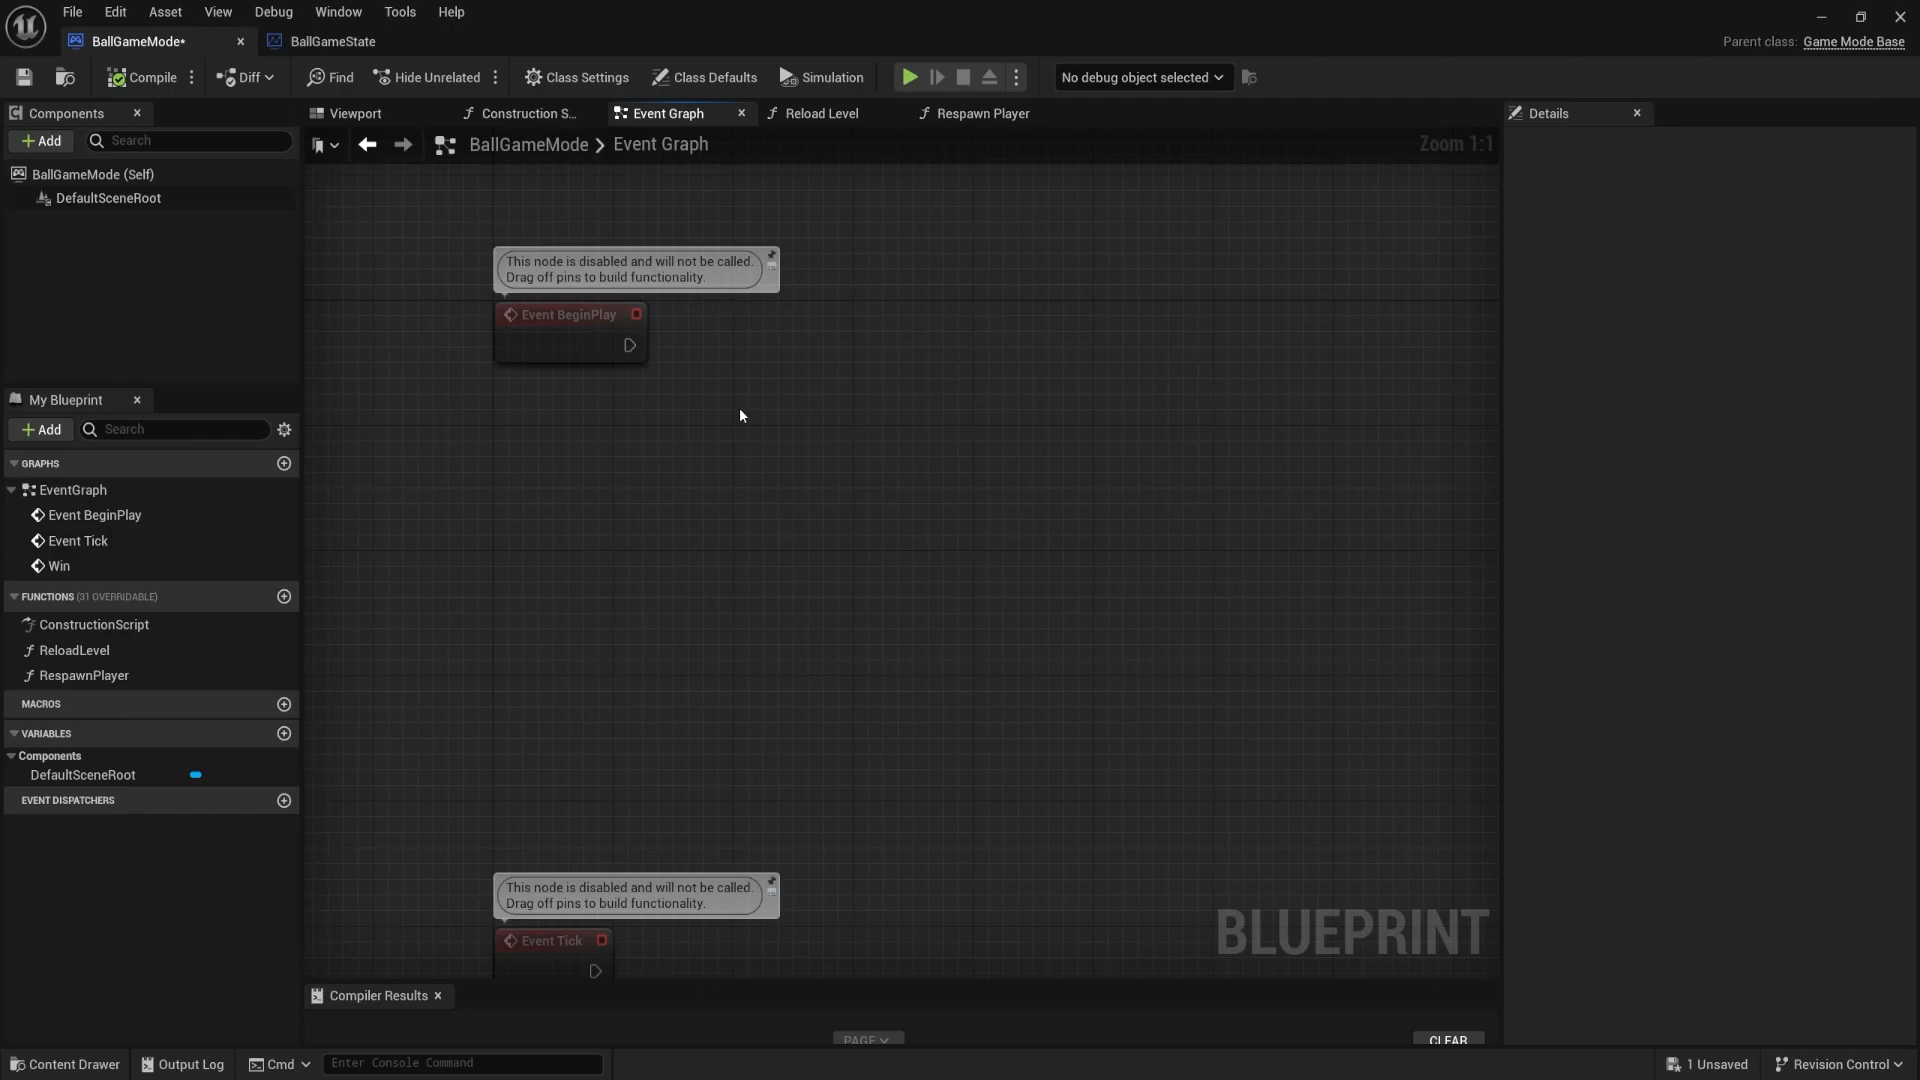 File Edit Asset View Debug Window Tools Help
BallGameMode* BallGameState
Parent class: Game Mode Base
Compile Diff Find Hide Unrelated Class Settings Class Defaults Simulation No debug object selected
Components
Viewport Construction S... Event Graph Reload Level Respawn Player
Details
Add Search
BallGameMode > Event Graph
Zoom 1:1
BallGameMode (Self)
DefaultSceneRoot
This node is disabled and will not be called.
Drag off pins to build functionality.
Event BeginPlay
My Blueprint
Add Search
GRAPHS
EventGraph
Event BeginPlay
Event Tick
Win
FUNCTIONS (31 OVERRIDABLE)
ConstructionScript
ReloadLevel
RespawnPlayer
MACROS
VARIABLES
Components
DefaultSceneRoot
EVENT DISPATCHERS
This node is disabled and will not be called.
Drag off pins to build functionality.
Event Tick
BLUEPRINT
Compiler Results
PAGE
CLEAR
Content Drawer Output Log Cmd Enter Console Command
1 Unsaved Revision Control